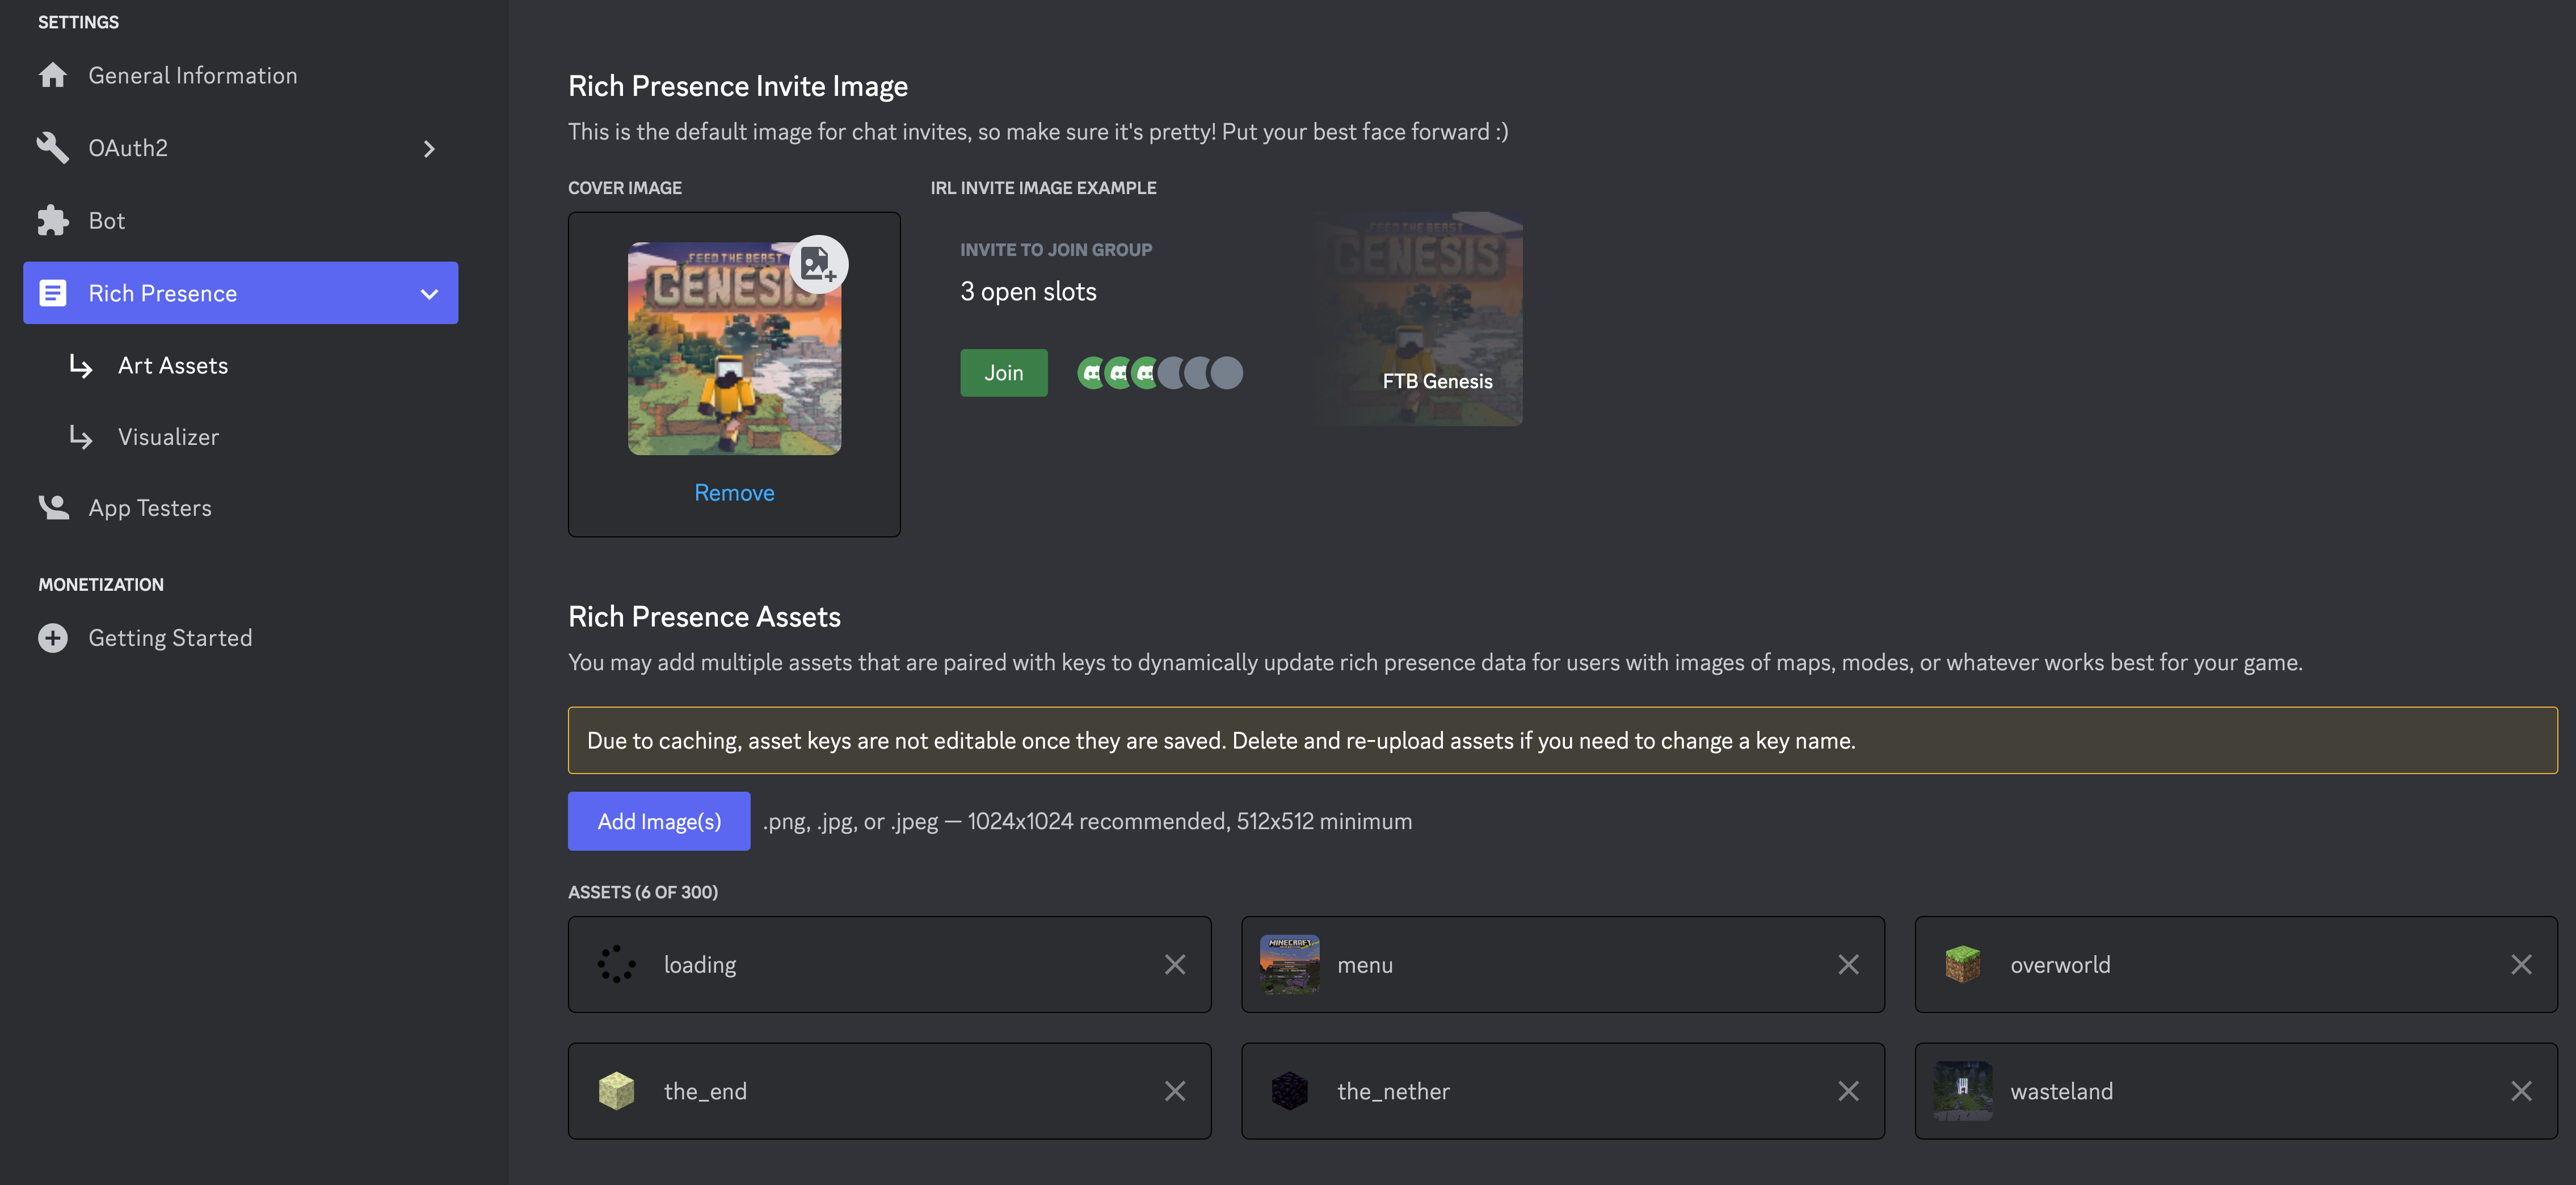 SETTINGS
General Information
OAuth2
Bot
Rich Presence
Art Assets
Visualizer
App Testers
MONETIZATION
Getting Started
Rich Presence Invite Image
This is the default image for chat invites, so make sure it's pretty! Put your best face forward :)
COVER IMAGE
FEED THE BEAST
GENESIS
Remove
IRL INVITE IMAGE EXAMPLE
INVITE TO JOIN GROUP
3 open slots
Join
FEED THE BEAST
GENESIS
FTB Genesis
Rich Presence Assets
You may add multiple assets that are paired with keys to dynamically update rich presence data for users with images of maps, modes, or whatever works best for your game.
Due to caching, asset keys are not editable once they are saved. Delete and re-upload assets if you need to change a key name.
Add Image(s)
.png, .jpg, or .jpeg — 1024x1024 recommended, 512x512 minimum
ASSETS (6 OF 300)
loading
MINECRAFT
menu
overworld
the_end
the_nether
wasteland